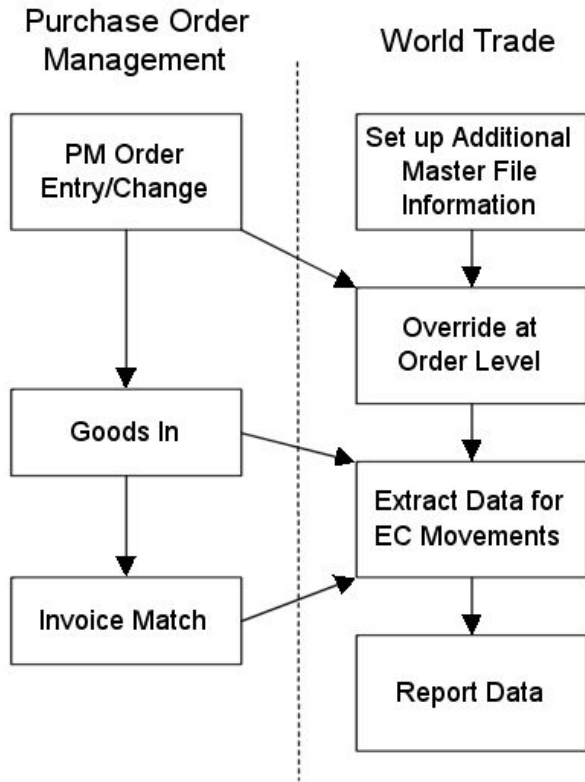 Purchase Order
Management
World Trade
PM Order
Entry/Change
Set up Additional
Master File
Information
Override at
Order Level
Goods In
Extract Data for
EC Movements
Invoice Match
Report Data